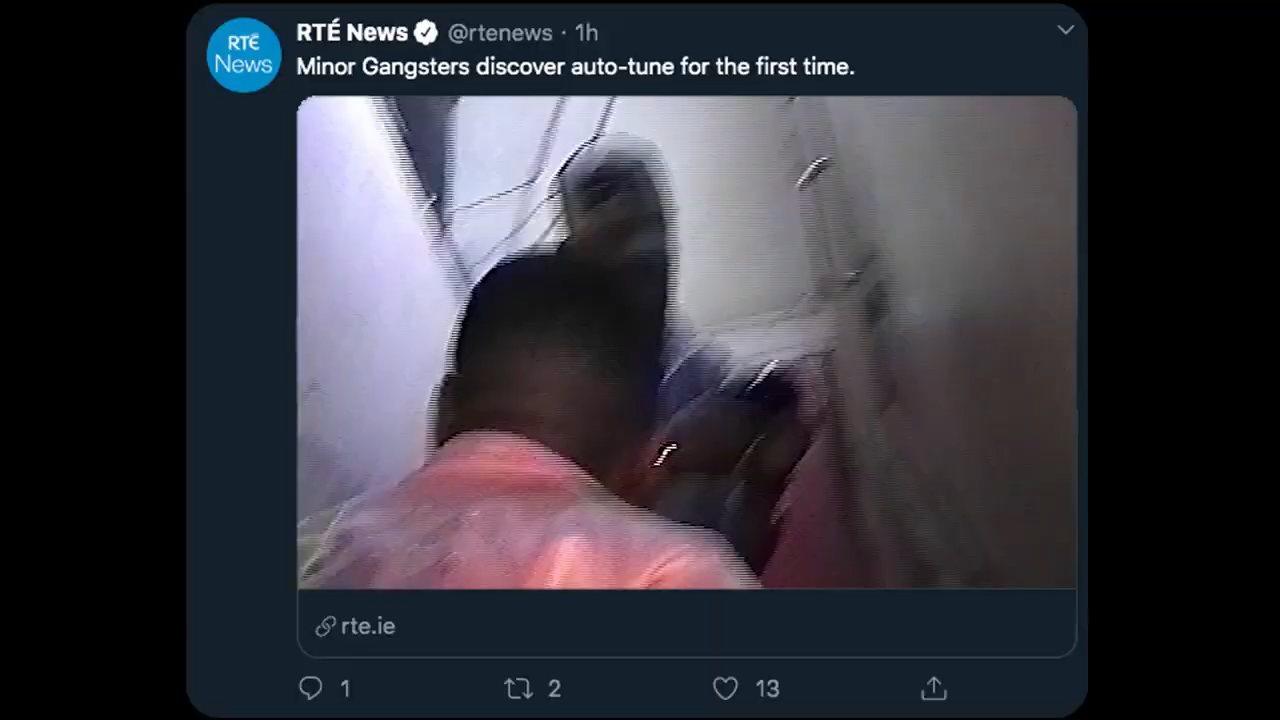 RTÉ News @rtenews · 1h
RTÉ
News
Minor Gangsters discover auto-tune for the first time.
rte.ie
1 2 13